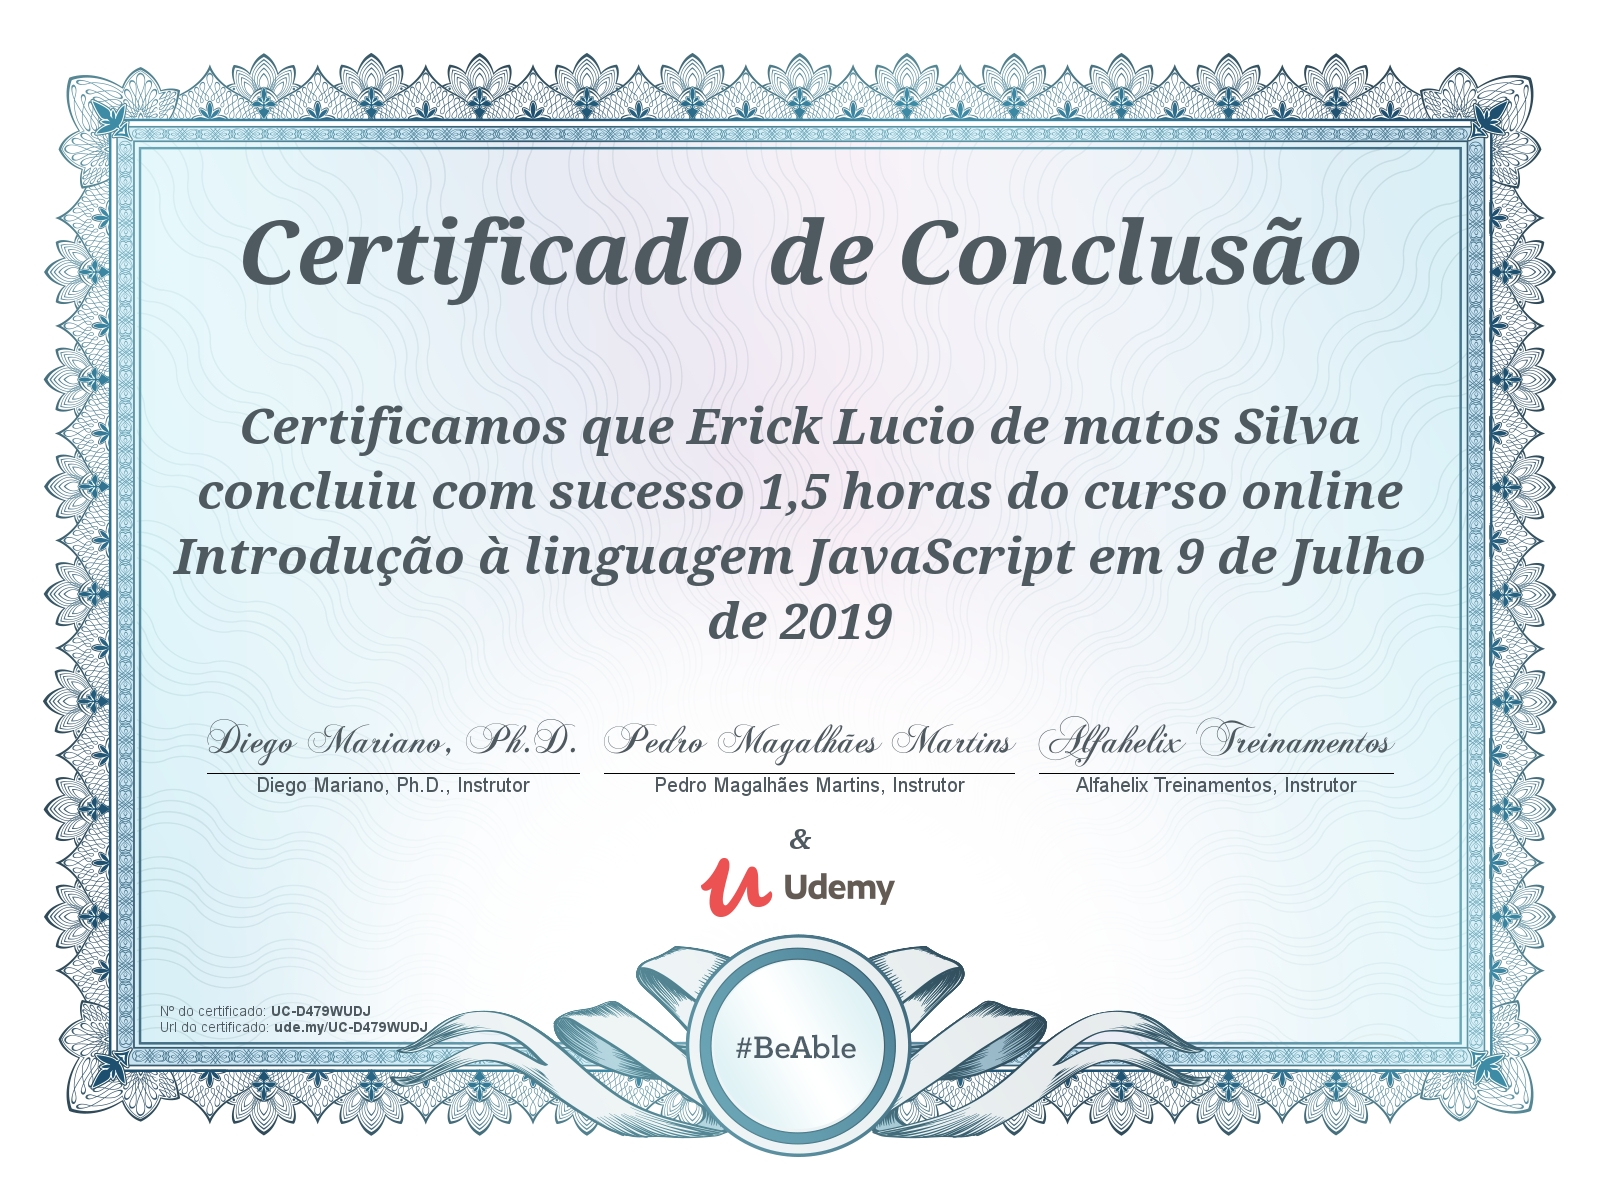 Certificado de Conclusão
Certificamos que Erick Lucio de matos Silva
concluiu com sucesso 1,5 horas do curso online
Introdução à linguagem JavaScript em 9 de Julho
de 2019
Diego Mariano, Ph.D. Pedro Magalhães Martins Alfahelix Treinamentos
Diego Mariano, Ph.D., Instrutor Pedro Magalhães Martins, Instrutor Alfahelix Treinamentos, Instrutor
&
Udemy
Nº do certificado: UC-D479WUDJ
Url do certificado: ude.my/UC-D479WUDJ
#BeAble